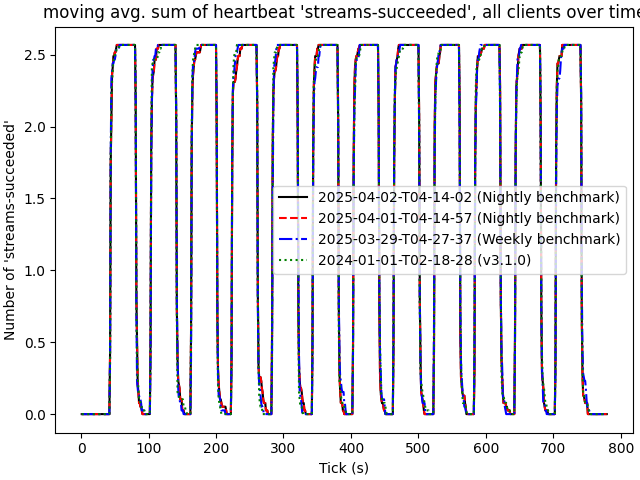 moving avg. sum of heartbeat 'streams-succeeded', all clients over time
Number of 'streams-succeeded'
2.5
2.0
1.5
1.0
0.5
0.0
2025-04-02-T04-14-02 (Nightly benchmark)
2025-04-01-T04-14-57 (Nightly benchmark)
2025-03-29-T04-27-37 (Weekly benchmark)
2024-01-01-T02-18-28 (v3.1.0)
0 100 200 300 400 500 600 700 800
Tick (s)